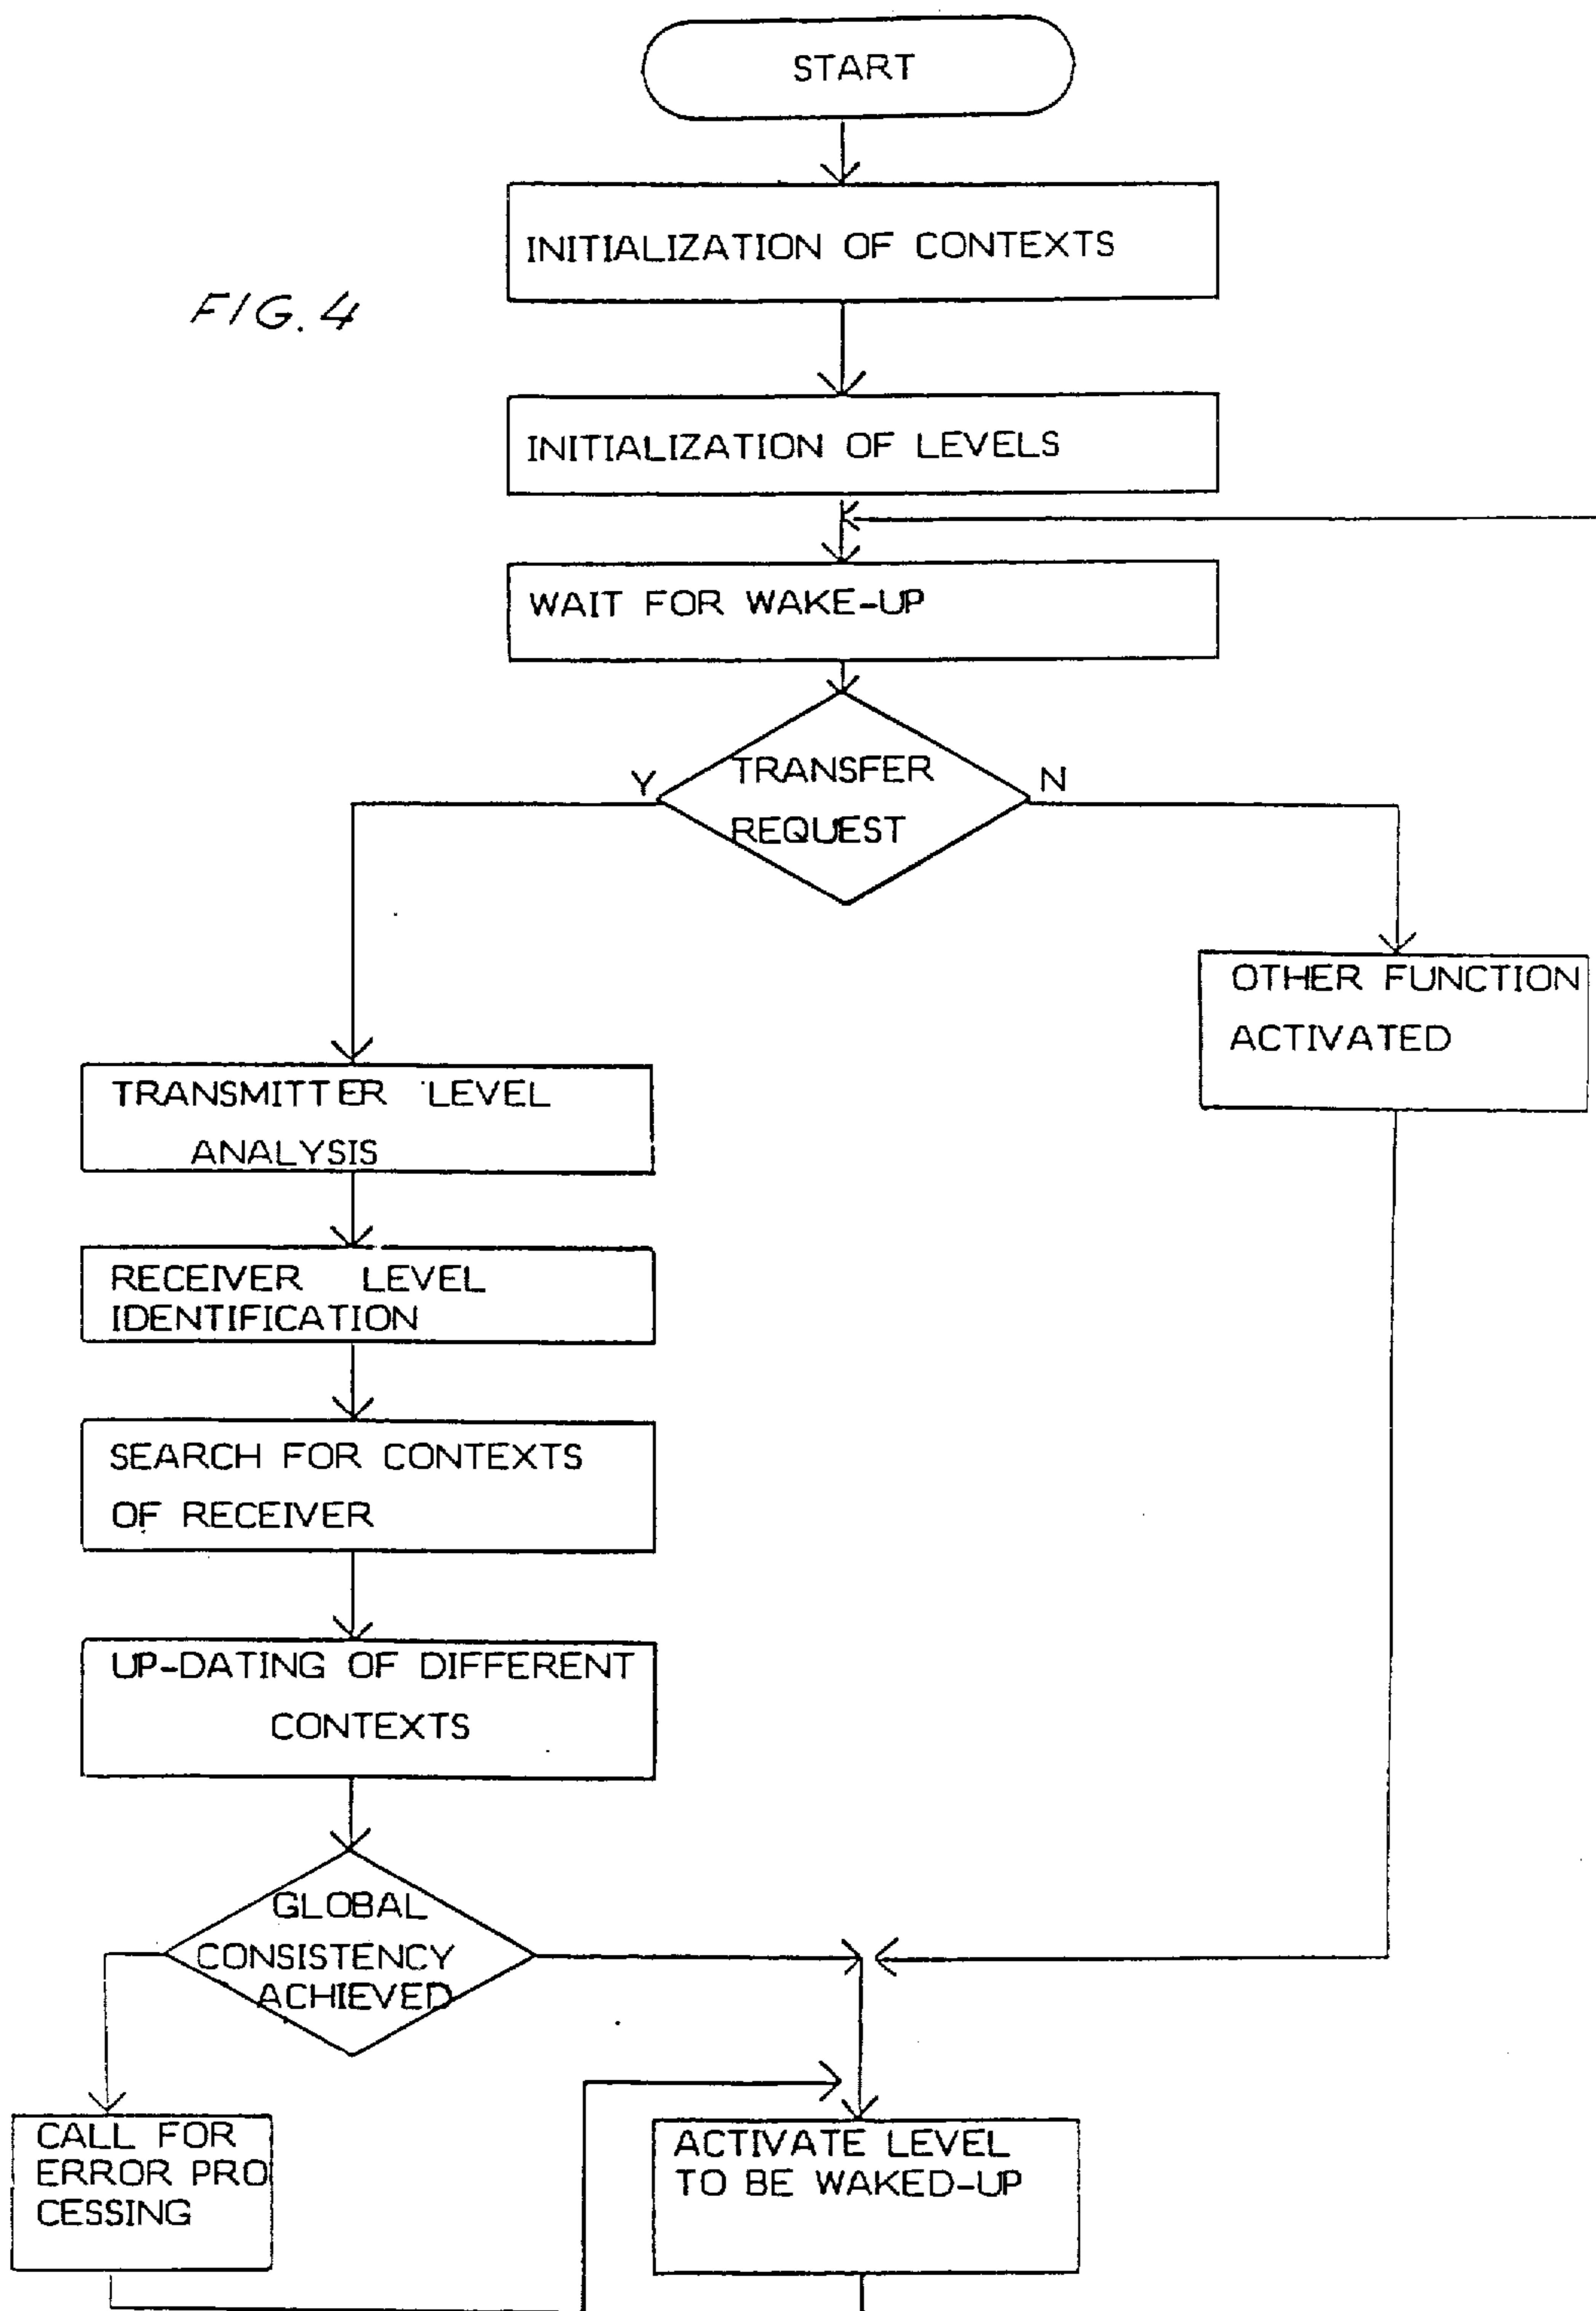 START
INITIALIZATION OF CONTEXTS
FIG. 4
INITIALIZATION OF LEVELS
WAIT FOR WAKE-UP
Y
TRANSFER
REQUEST
N
OTHER FUNCTION
ACTIVATED
TRANSMITTER LEVEL
ANALYSIS
RECEIVER LEVEL
IDENTIFICATION
SEARCH FOR CONTEXTS
OF RECEIVER
UP-DATING OF DIFFERENT
CONTEXTS
GLOBAL
CONSISTENCY
ACHIEVED
CALL FOR
ERROR PRO
CESSING
ACTIVATE LEVEL
TO BE WAKED-UP